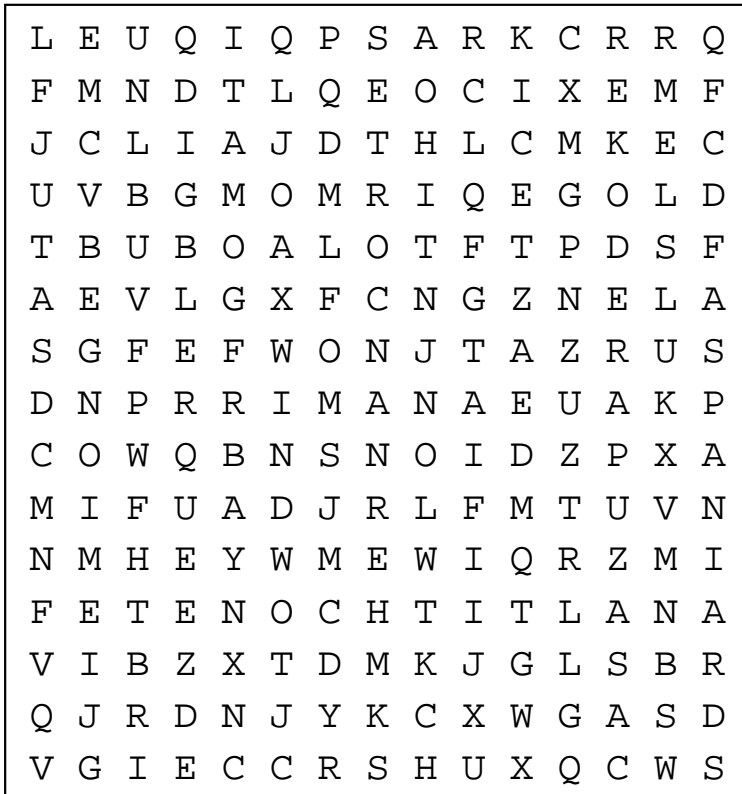 L E U Q I Q P S A R K C R R Q
F M N D T L Q E O C I X E M F
J C L I A J D T H L C M K E C
U V B G M O M R I Q E G O L D
T B U B O A L O T F T P D S F
A E V L G X F C N G Z N E L A
S G F E F W O N J T A Z R U S
D N P R R I M A N A E U A K P
C O W Q B N S N O I D Z P X A
M I F U A D J R L F M T U V N
N M H E Y W M E W I Q R Z M I
F E T E N O C H T I T L A N A
V I B Z X T D M K J G L S B R
Q J R D N J Y K C X W G A S D
V G I E C C R S H U X Q C W S